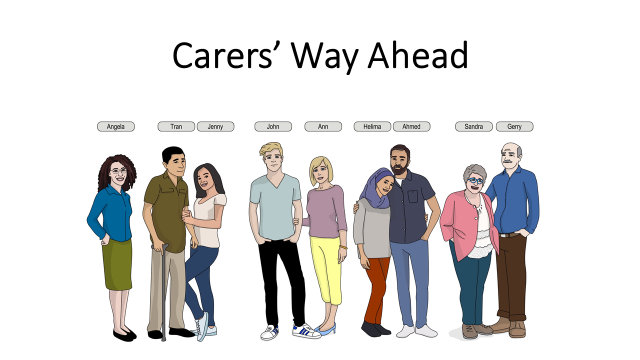 Carers’ Way Ahead
Angela Tran Jenny John Ann Helima Ahmed Sandra Gerry